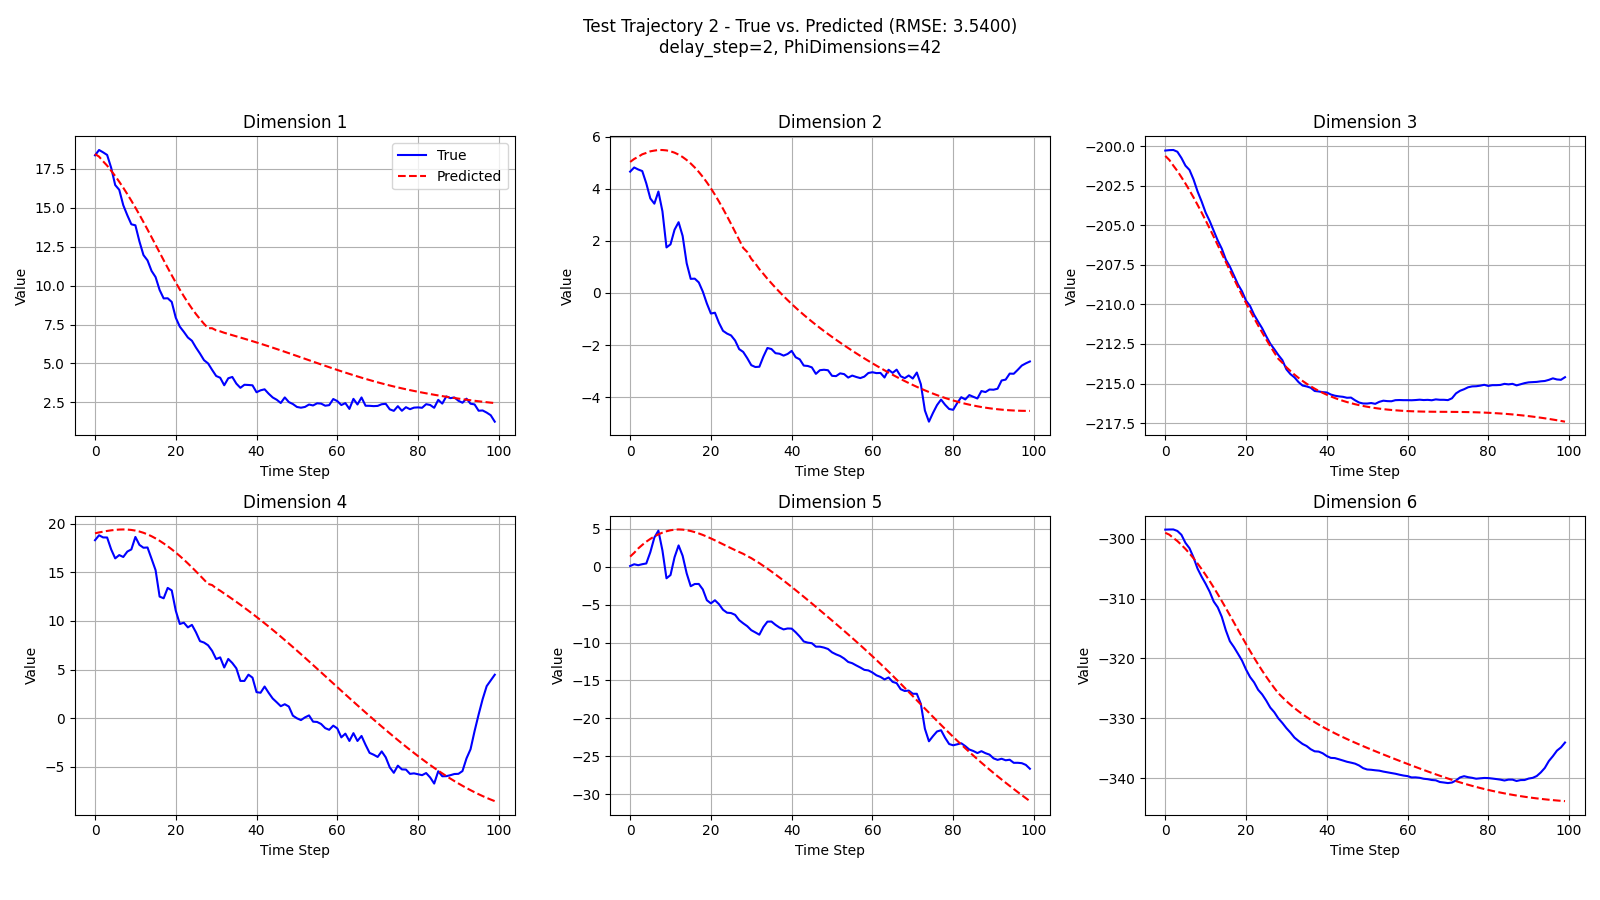 Test Trajectory 2 - True vs. Predicted (RMSE: 3.5400)
delay_step=2, PhiDimensions=42
Dimension 1
True
Predicted
17.5
15.0
12.5
10.0
7.5
5.0
2.5
Value
0 20 40 60 80 100
Time Step
Dimension 2
6
4
2
0
−2
−4
Value
0 20 40 60 80 100
Time Step
Dimension 3
−200.0
−202.5
−205.0
−207.5
−210.0
−212.5
−215.0
−217.5
Value
0 20 40 60 80 100
Time Step
Dimension 4
20
15
10
5
0
−5
Value
0 20 40 60 80 100
Time Step
Dimension 5
5
0
−5
−10
−15
−20
−25
−30
Value
0 20 40 60 80 100
Time Step
Dimension 6
−300
−310
−320
−330
−340
Value
0 20 40 60 80 100
Time Step